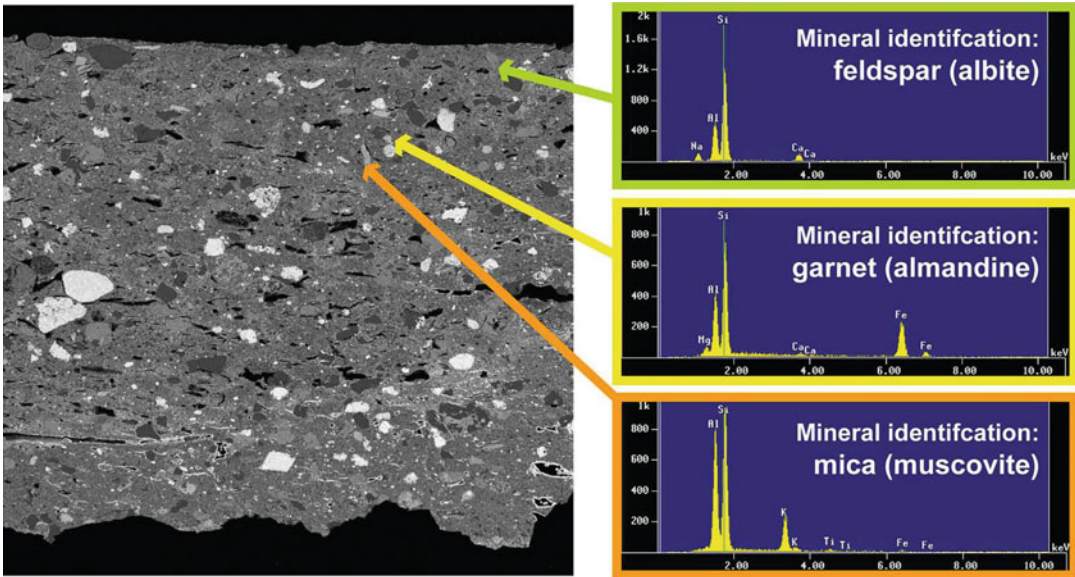 2k
Si
1.6k
1.2k
800
400
Al
Na
Ca
Ca
Mineral identifcation:
feldspar (albite)
keV
2.00
4.00
6.00
8.00
10.00
1k
Si
800
600
400
200
Al
Mg
Ca
Ca
Fe
Fe
Mineral identifcation:
garnet (almandine)
keV
2.00
4.00
6.00
8.00
10.00
1k
Si
800
600
400
200
Al
K
K
Ti
Ti
Fe
Fe
Mineral identifcation:
mica (muscovite)
keV
2.00
4.00
6.00
8.00
10.00